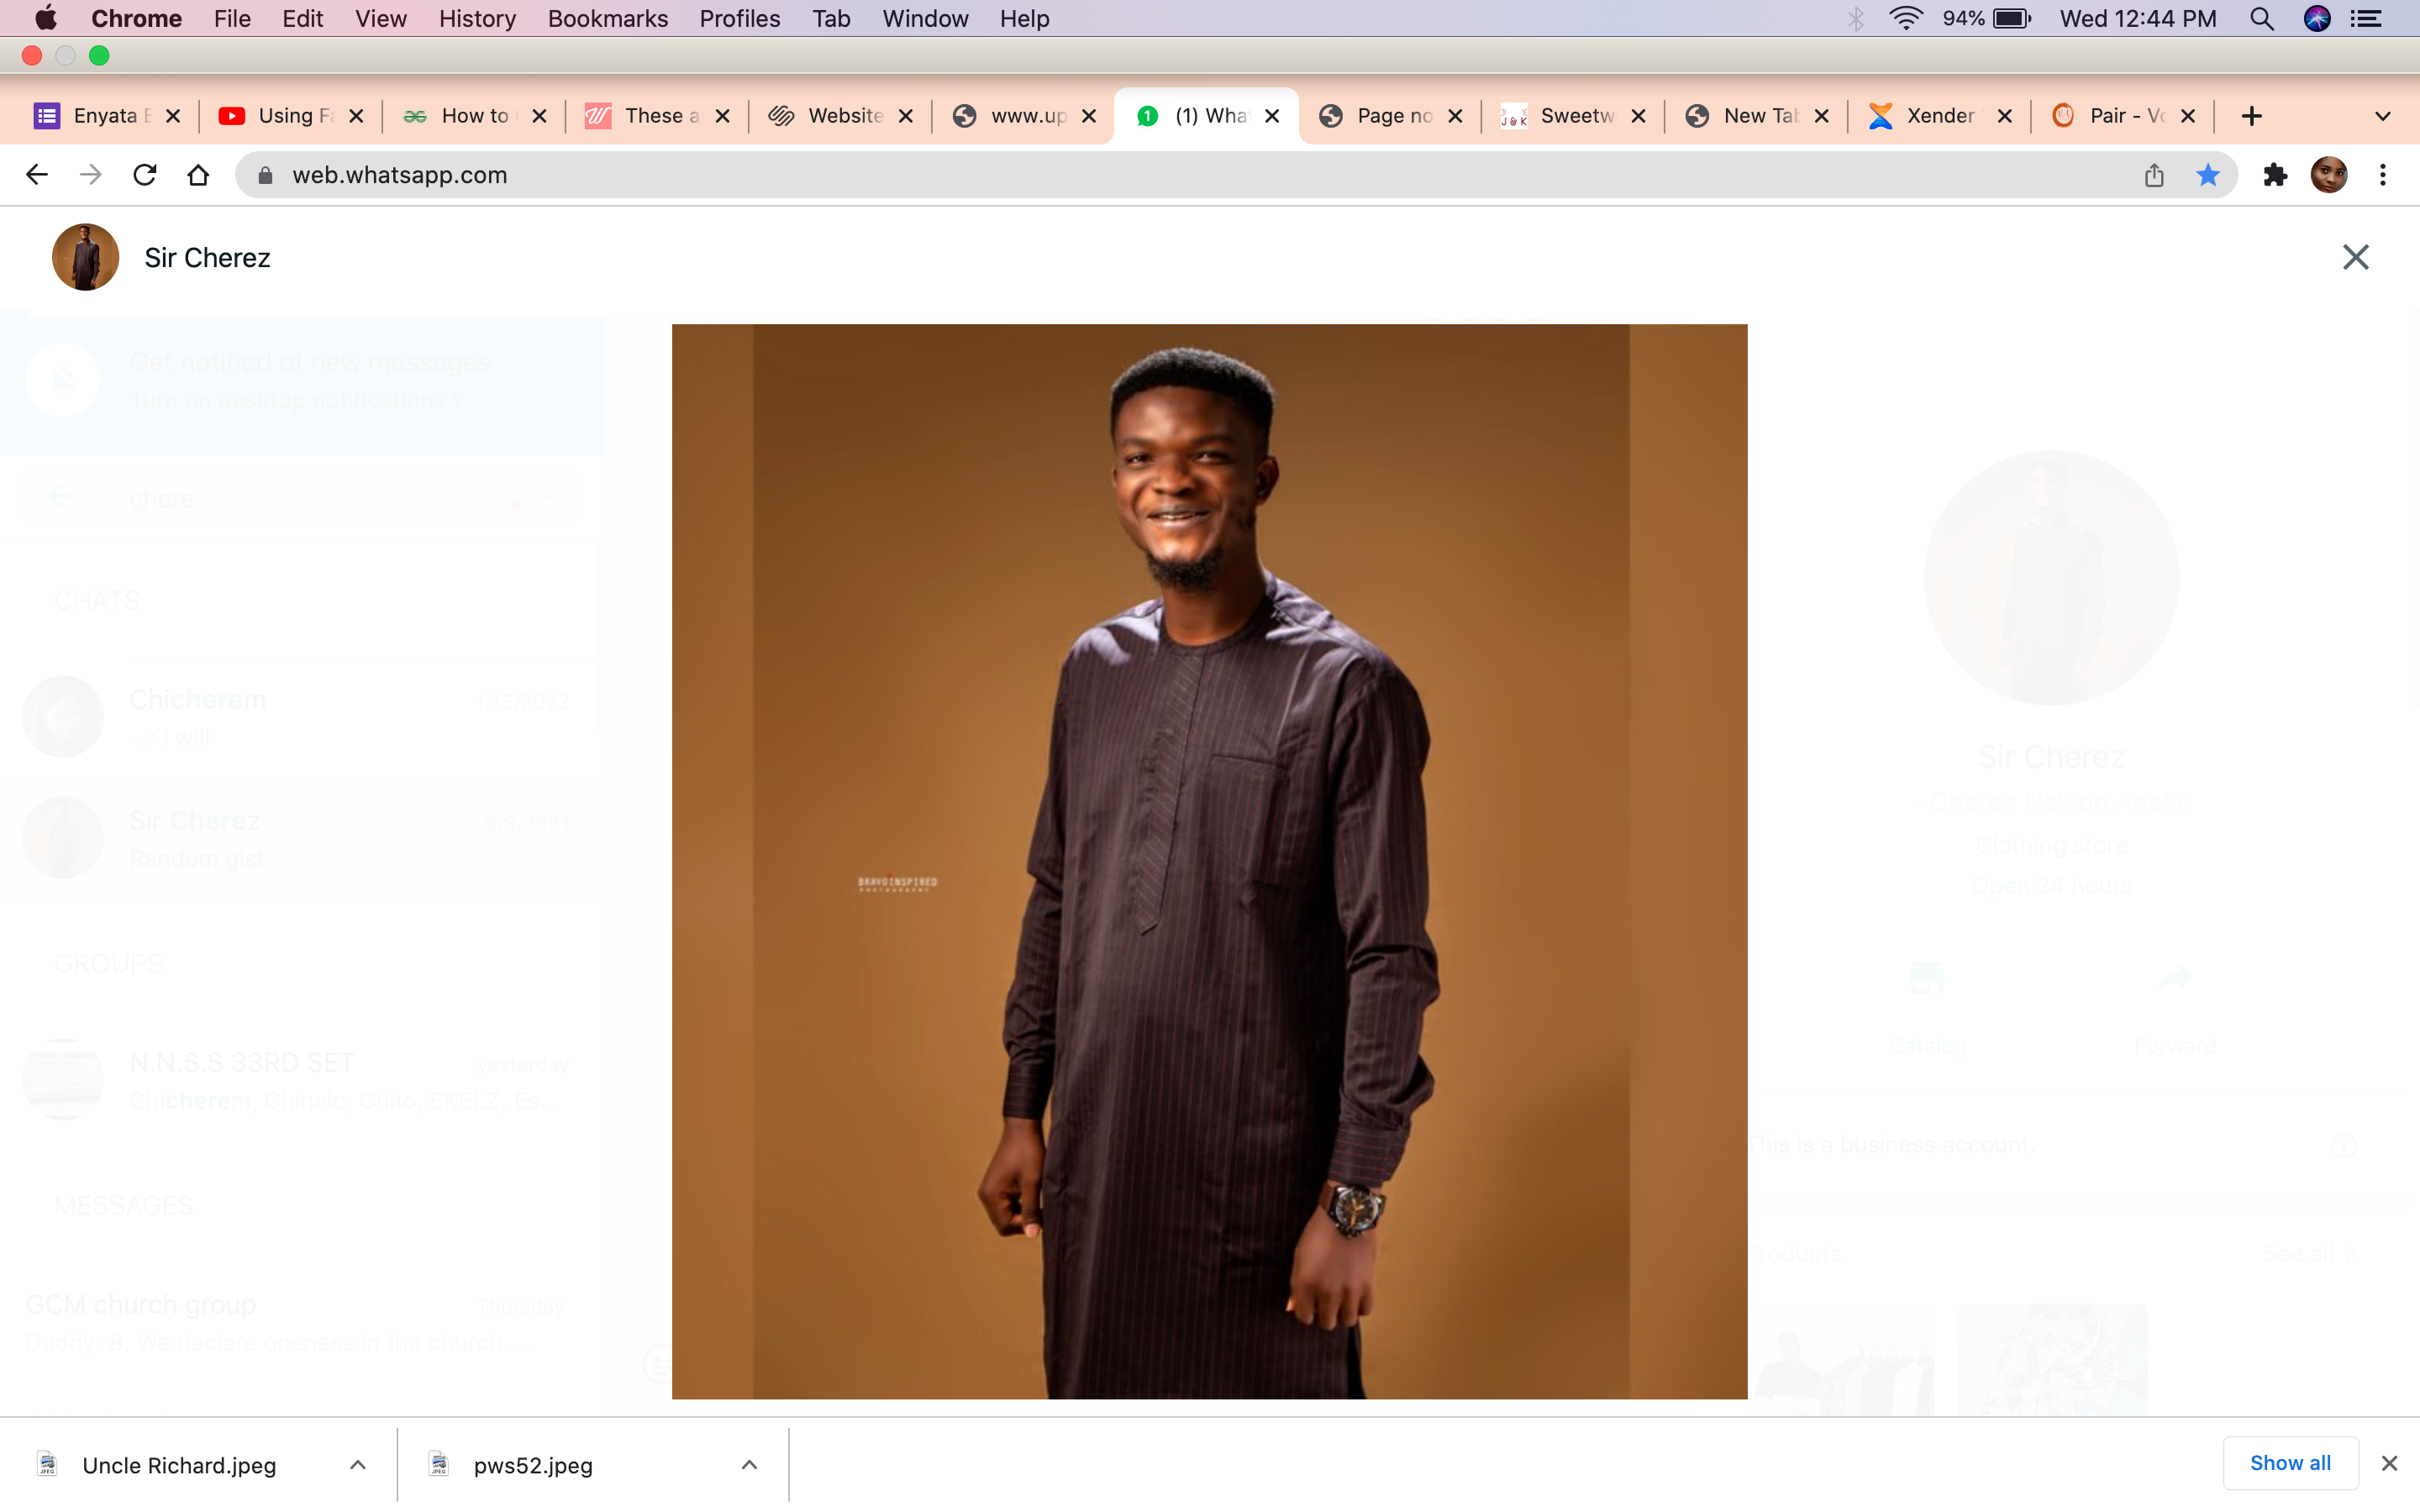 Chrome File Edit View History Bookmarks Profiles Tab Window Help 94% Wed 12:44 PM
Enyata E Using Fa How to These a Website www.up (1) Wha Page no Sweetw New Tab Xender Pair - Vo
web.whatsapp.com
Sir Cherez
Get notified of new messages
Turn on desktop notifications >
chere
CHATS
Chicherem 1/15/2022
I will
Sir Cherez 9/9/2021
Random gist
GROUPS
N.N.S.S 33RD SET yesterday
Chicherem, Chinelo, Chito, EKELZ, Es...
MESSAGES
GCM church group Thursday
Daddy: 8. We declare oneness in the church. ...
BRAVOINSPIRED
PHOTOGRAPHY
Sir Cherez
~Cherez Nelson Aneke
Clothing store
Open 24 hours
Catalog Forward
This is a business account.
Products See all
Uncle Richard.jpeg pws52.jpeg Show all